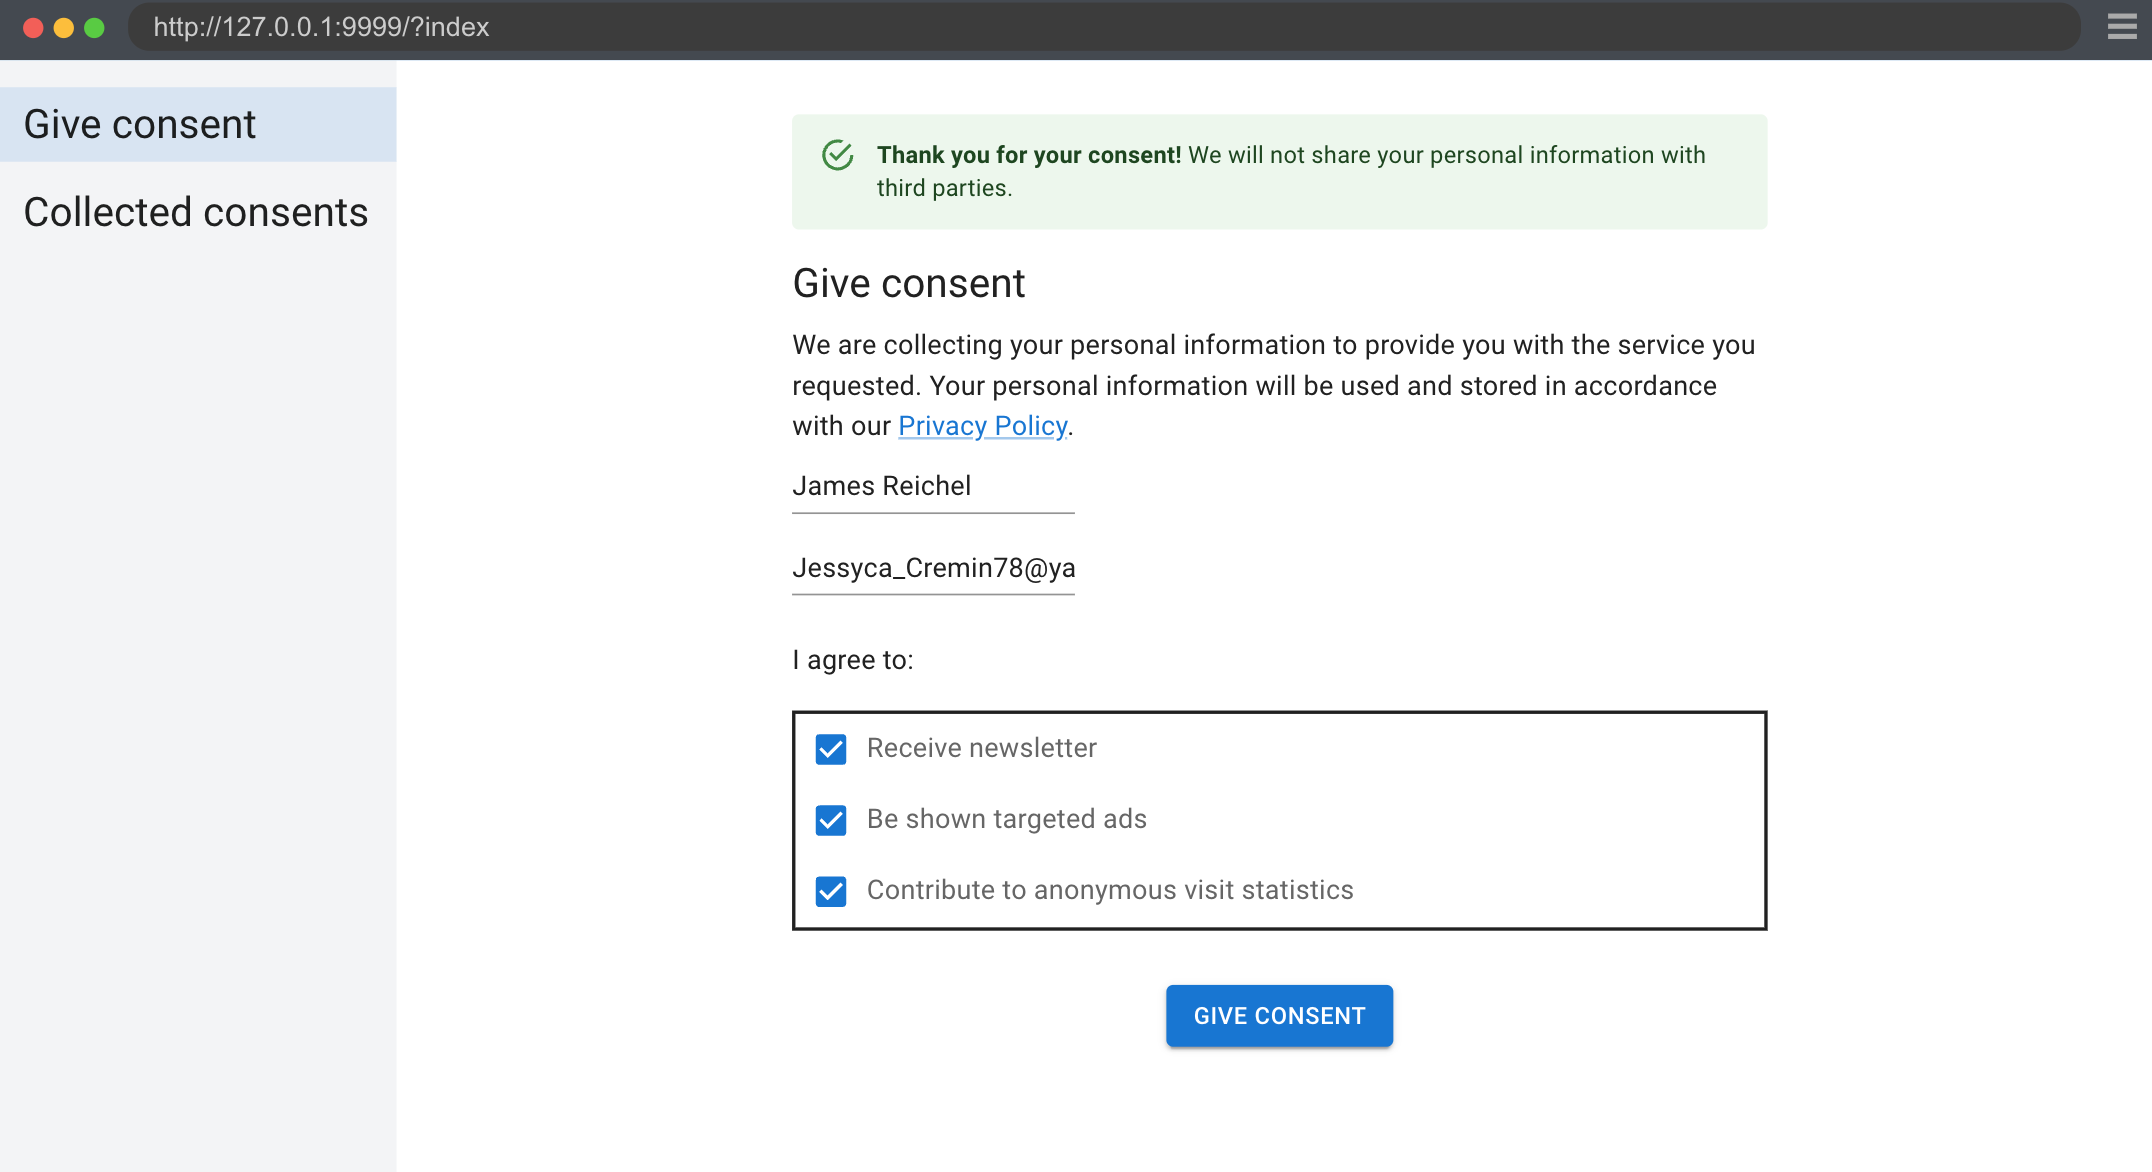 http://127.0.0.1:9999/?index
Give consent
Collected consents
Thank you for your consent! We will not share your personal information with
third parties.
Give consent
We are collecting your personal information to provide you with the service you
requested. Your personal information will be used and stored in accordance
with our Privacy Policy.
James Reichel
Jessyca_Cremin78@ya
I agree to:
Receive newsletter
Be shown targeted ads
Contribute to anonymous visit statistics
GIVE CONSENT